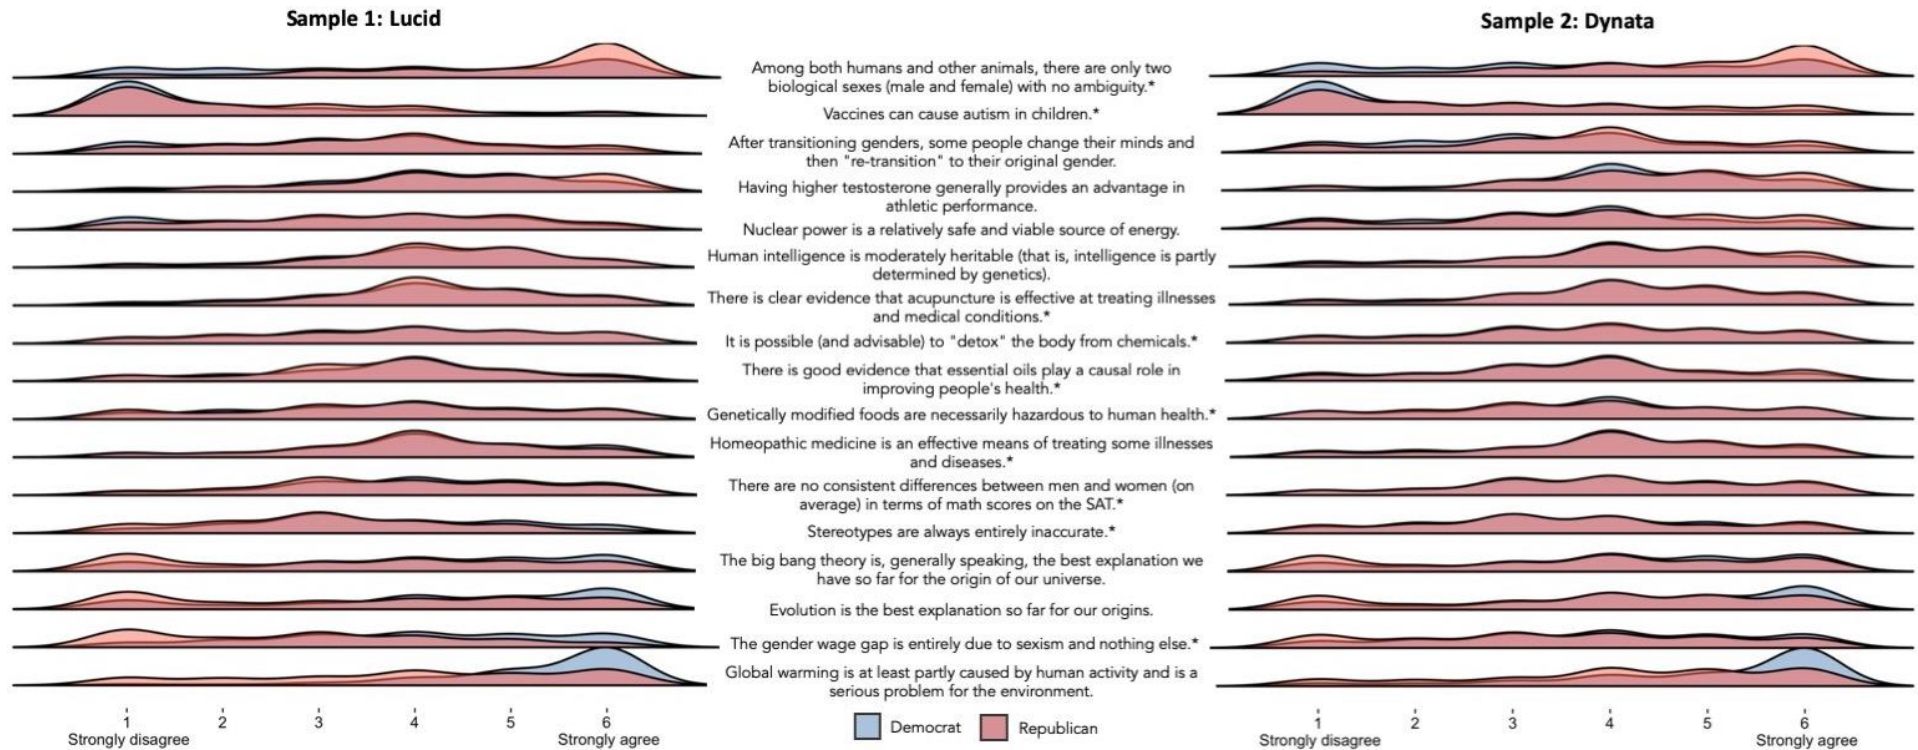 Sample 1: Lucid
Sample 2: Dynata
Among both humans and other animals, there are only two
biological sexes (male and female) with no ambiguity.*
Vaccines can cause autism in children.*
After transitioning genders, some people change their minds and
then "re-transition" to their original gender.
Having higher testosterone generally provides an advantage in
athletic performance.
Nuclear power is a relatively safe and viable source of energy.
Human intelligence is moderately heritable (that is, intelligence is partly
determined by genetics).
There is clear evidence that acupuncture is effective at treating illnesses
and medical conditions.*
It is possible (and advisable) to "detox" the body from chemicals.*
There is good evidence that essential oils play a causal role in
improving people's health.*
Genetically modified foods are necessarily hazardous to human health.*
Homeopathic medicine is an effective means of treating some illnesses
and diseases.*
There are no consistent differences between men and women (on
average) in terms of math scores on the SAT.*
Stereotypes are always entirely inaccurate.*
The big bang theory is, generally speaking, the best explanation we
have so far for the origin of our universe.
Evolution is the best explanation so far for our origins.
The gender wage gap is entirely due to sexism and nothing else.*
Global warming is at least partly caused by human activity and is a
serious problem for the environment.
1 2 3 4 5 6
Strongly disagree Strongly agree
Democrat Republican
1 2 3 4 5 6
Strongly disagree Strongly agree